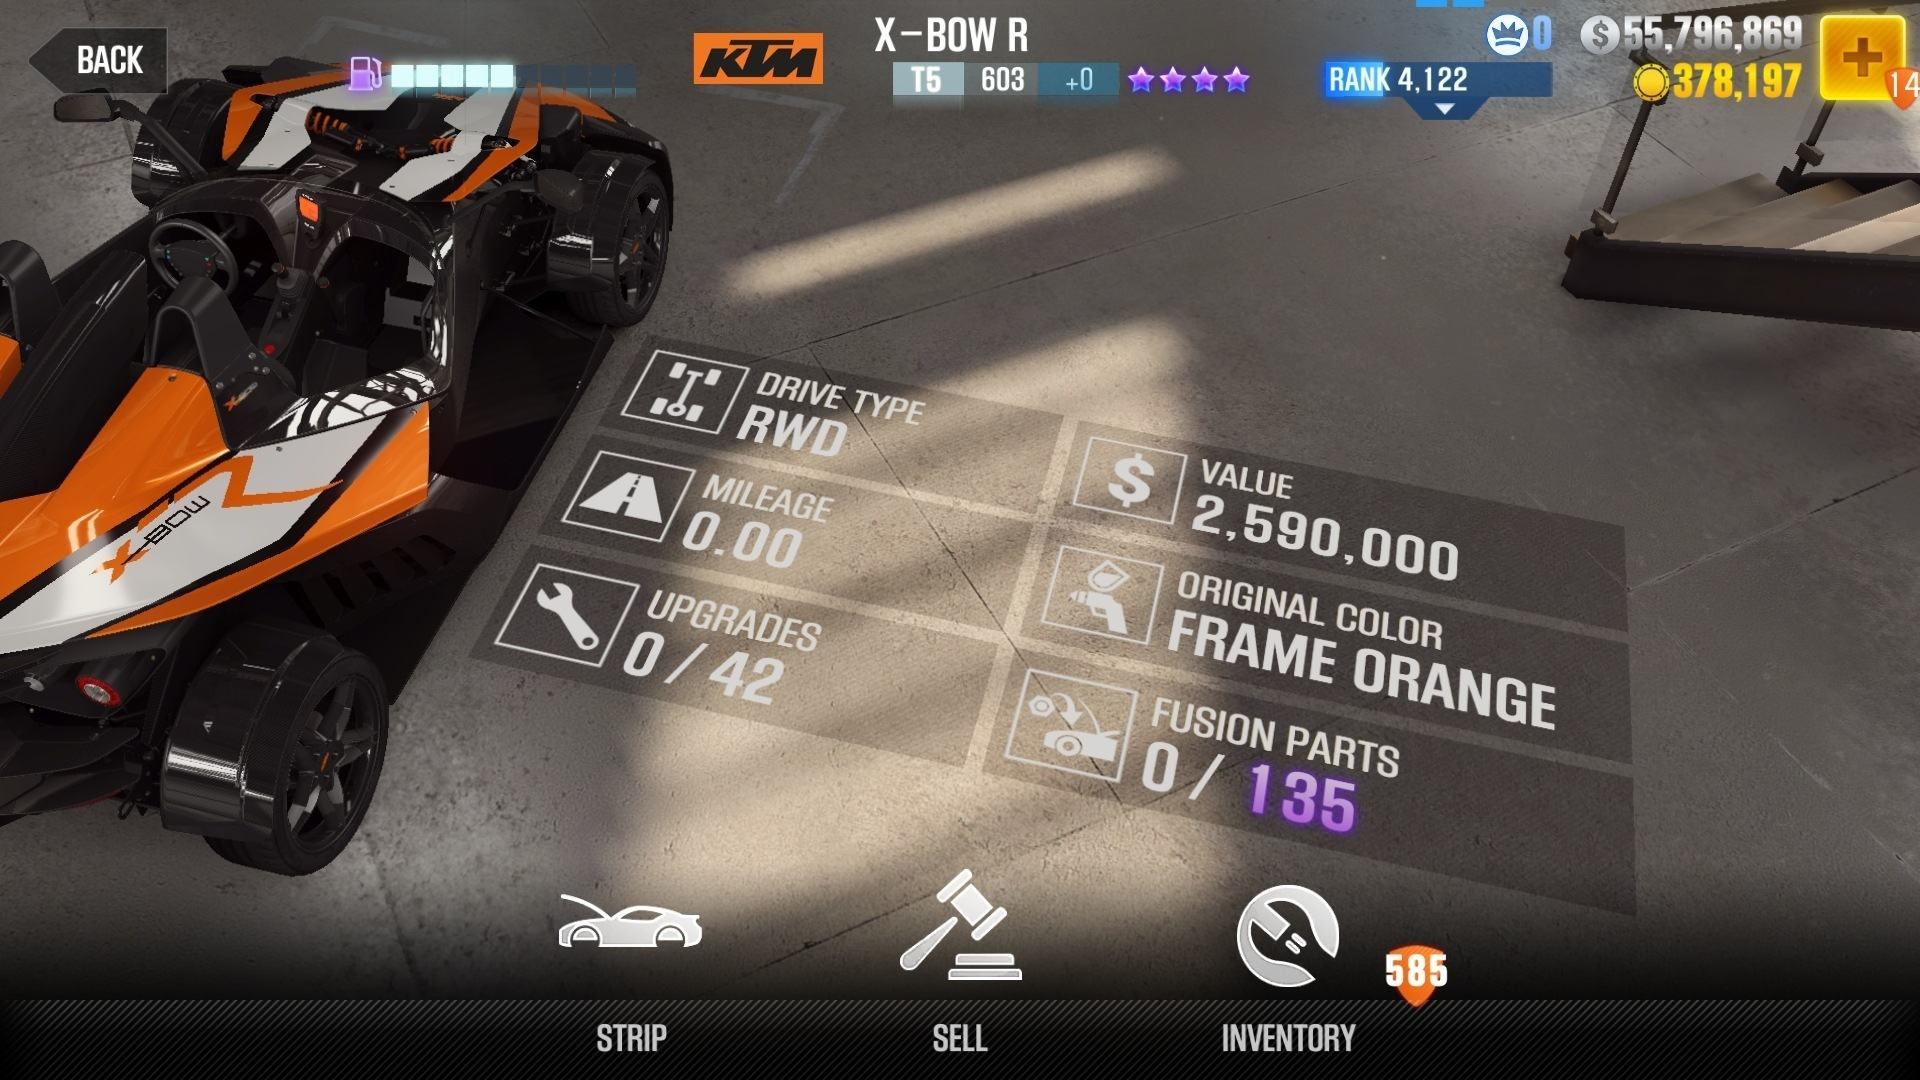 BACK
KTM
X-BOW R
T5 603 +0
RANK 4,122
0
55,796,869
378,197
14
X-BOW
DRIVE TYPE
RWD
MILEAGE
0.00
UPGRADES
0 / 42
VALUE
2,590,000
ORIGINAL COLOR
FRAME ORANGE
FUSION PARTS
0 / 135
585
STRIP
SELL
INVENTORY